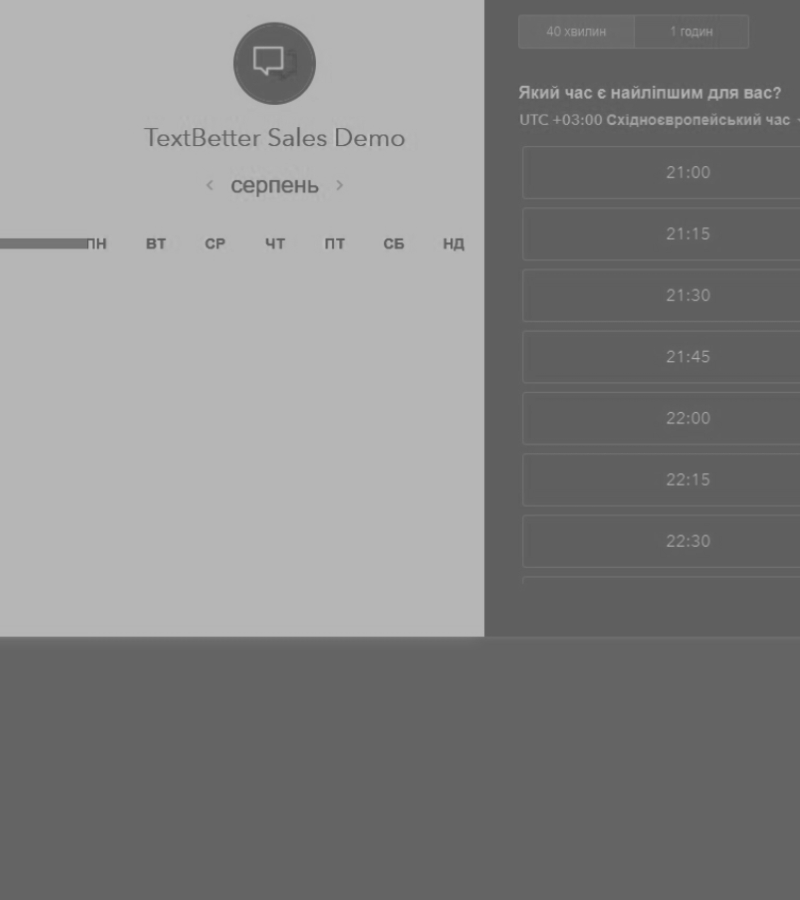 TextBetter Sales Demo
серпень
ПН ВТ СР ЧТ ПТ СБ НД
40 хвилин 1 годин
Який час є найліпшим для вас?
UTC +03:00 Східноєвропейський час
21:00
21:15
21:30
21:45
22:00
22:15
22:30